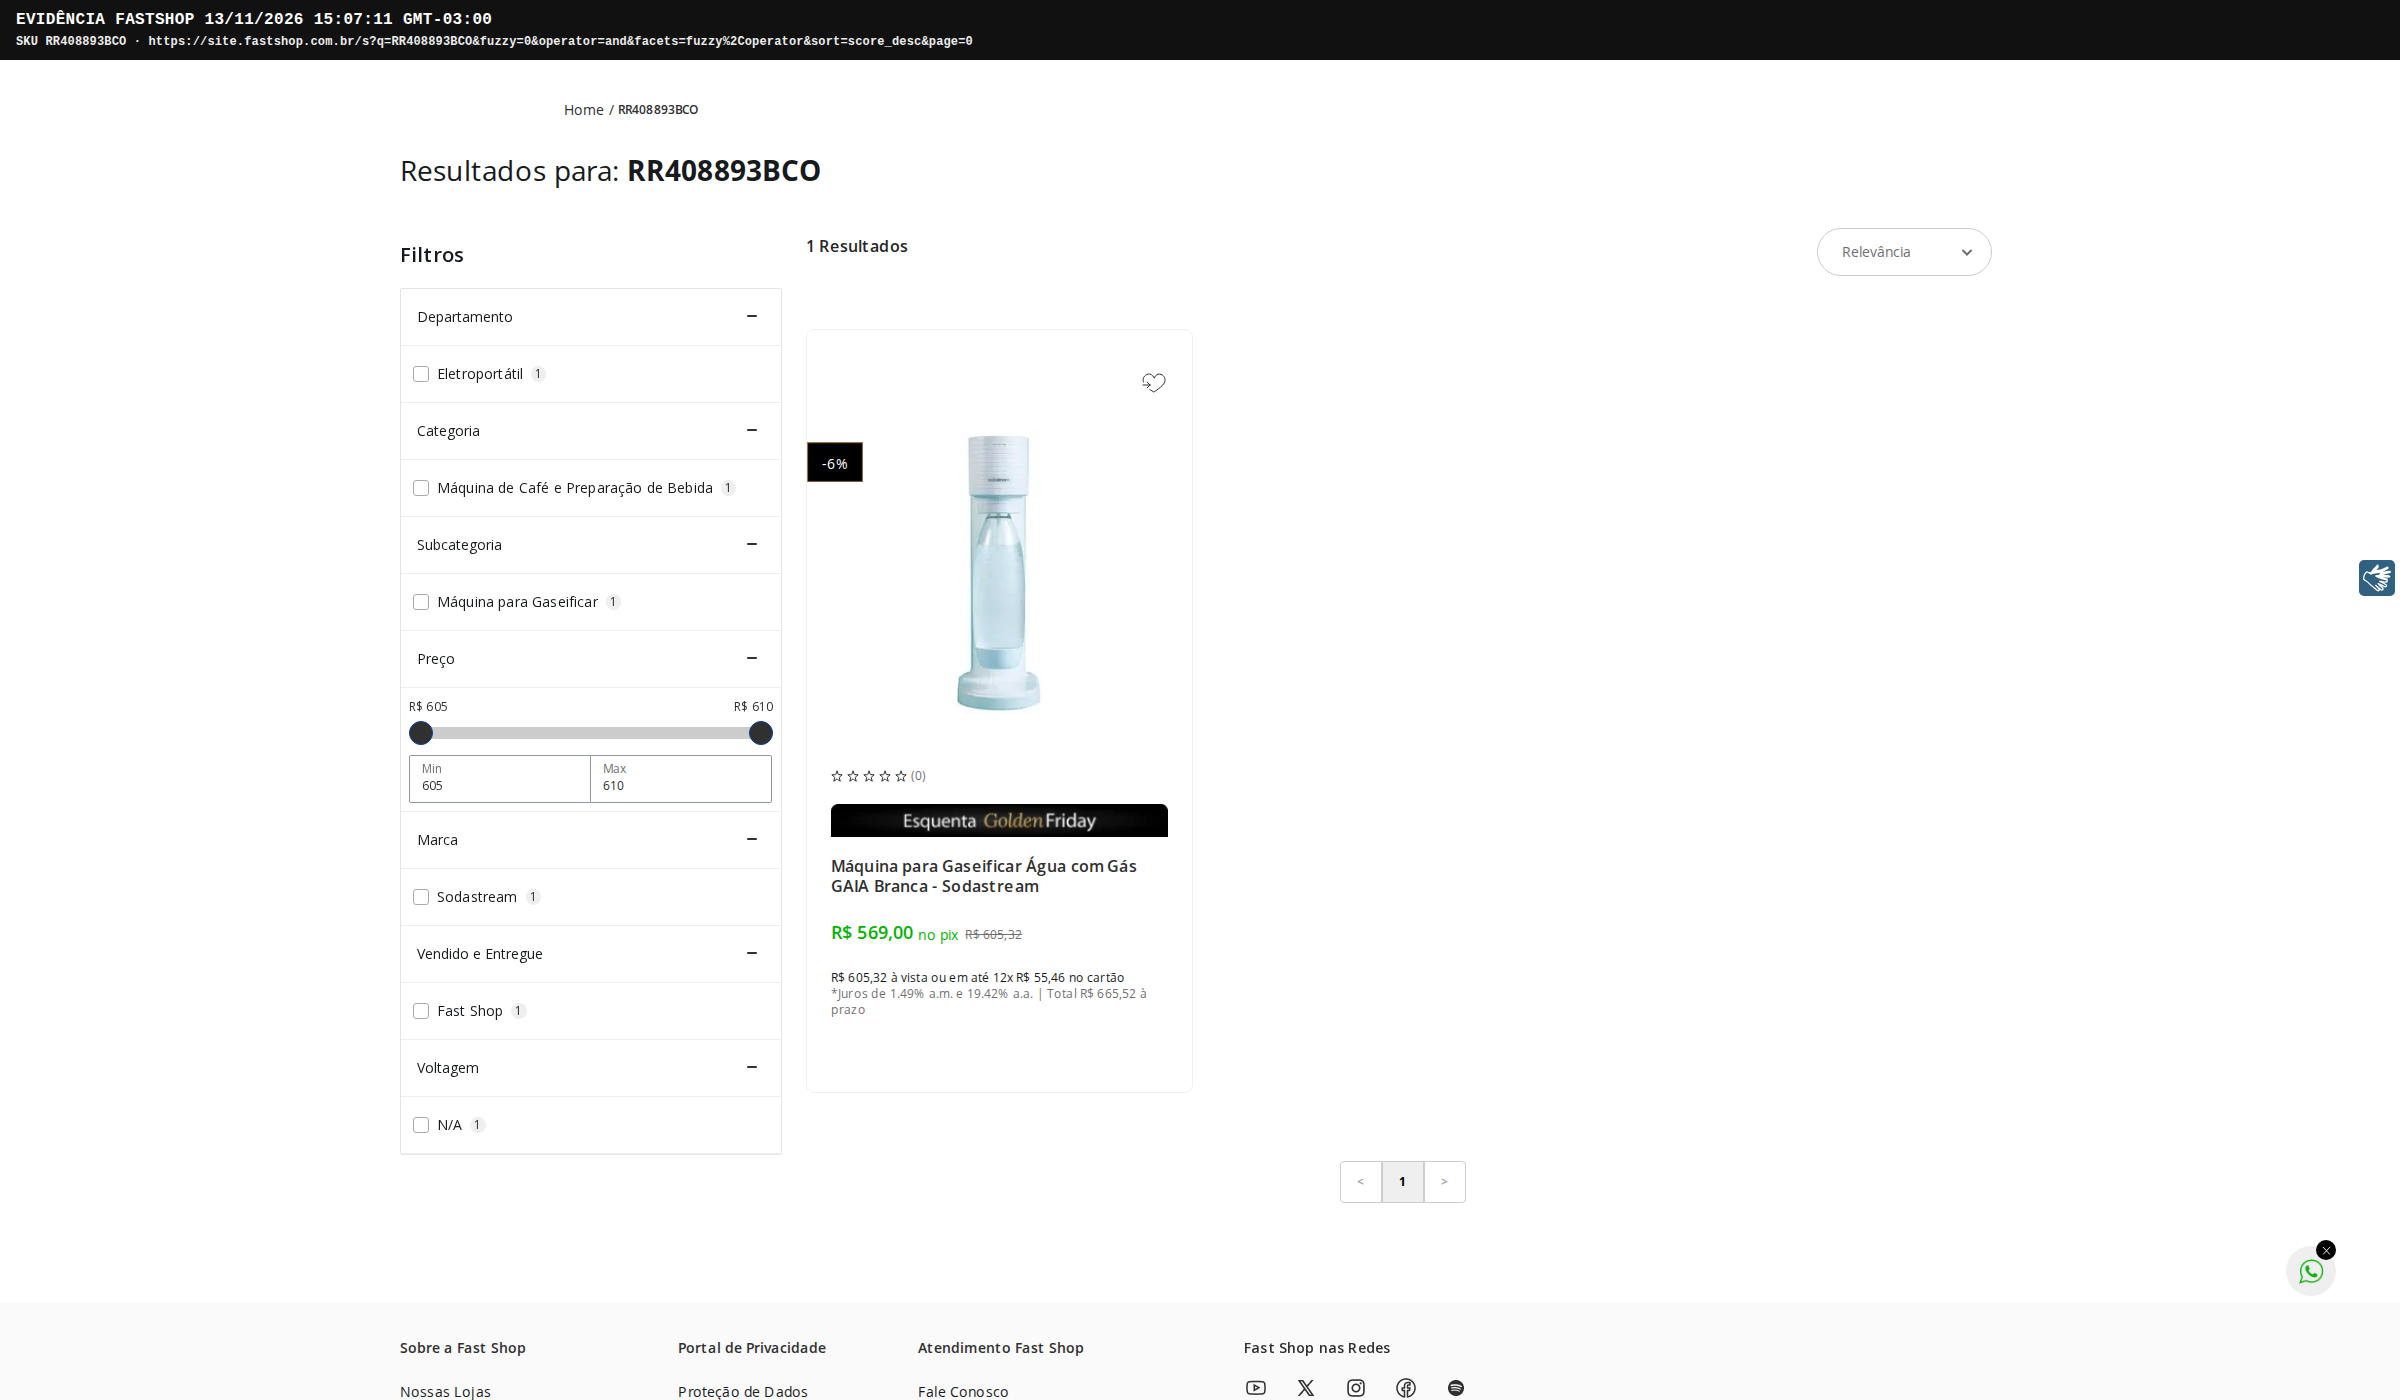 EVIDÊNCIA FASTSHOP 13/11/2026 15:07:11 GMT-03:00
SKU RR408893BCO · https://site.fastshop.com.br/s?q=RR408893BCO&fuzzy=0&operator=and&facets=fuzzy%2Coperator&sort=score_desc&page=0
Home / RR408893BCO
Resultados para: RR408893BCO
Filtros
Departamento
Eletroportátil 1
Categoria
Máquina de Café e Preparação de Bebida 1
Subcategoria
Máquina para Gaseificar 1
Preço
R$ 605 R$ 610
Min Max
605 610
Marca
Sodastream 1
Vendido e Entregue
Fast Shop 1
Voltagem
N/A 1
1 Resultados
Relevância
-6%
(0)
Esquenta Golden Friday
Máquina para Gaseificar Água com Gás
GAIA Branca - Sodastream
R$ 569,00 no pix R$ 605,32
R$ 605,32 à vista ou em até 12x R$ 55,46 no cartão
*Juros de 1.49% a.m. e 19.42% a.a. | Total R$ 665,52 à
prazo
< 1 >
Sobre a Fast Shop
Nossas Lojas
Portal de Privacidade
Proteção de Dados
Atendimento Fast Shop
Fale Conosco
Fast Shop nas Redes